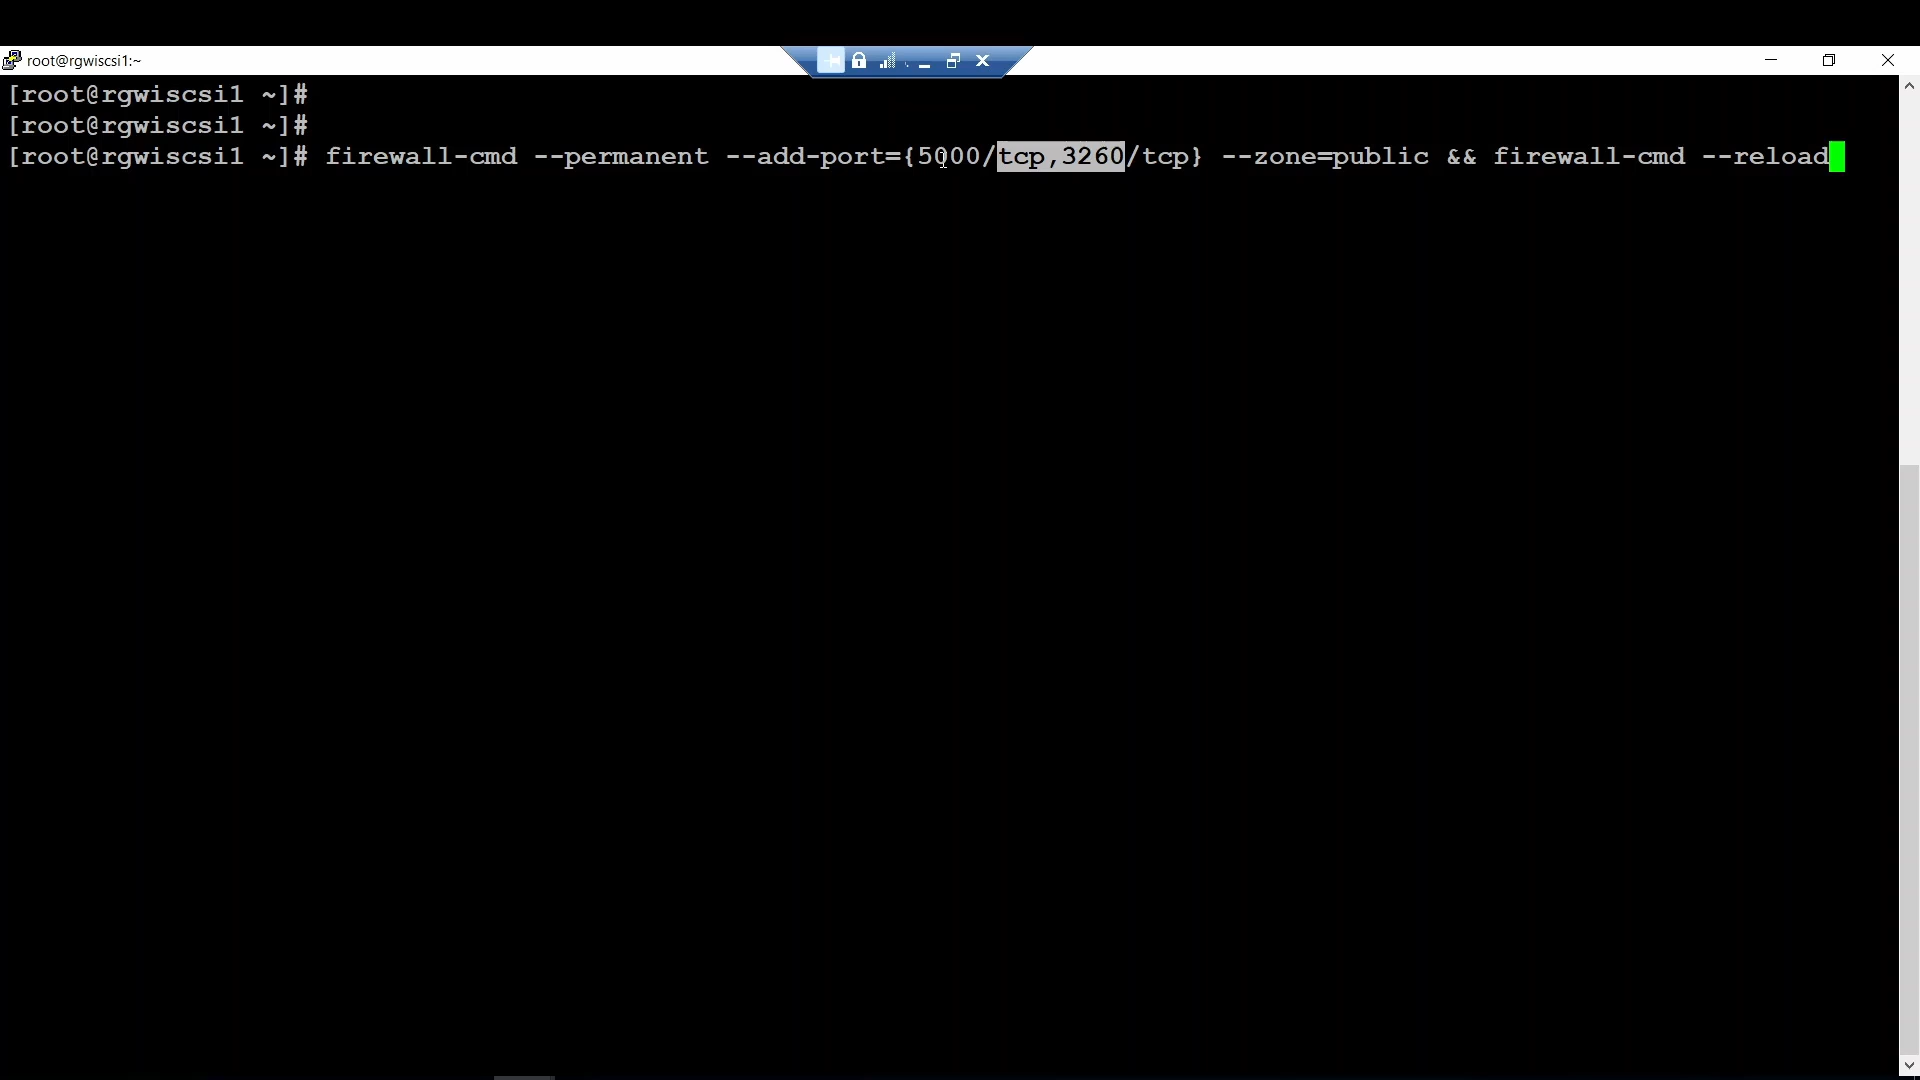 root@rgwiscsi1:~
[root@rgwiscsi1 ~]#
[root@rgwiscsi1 ~]#
[root@rgwiscsi1 ~]# firewall-cmd --permanent --add-port={5000/tcp,3260/tcp} --zone=public && firewall-cmd --reload